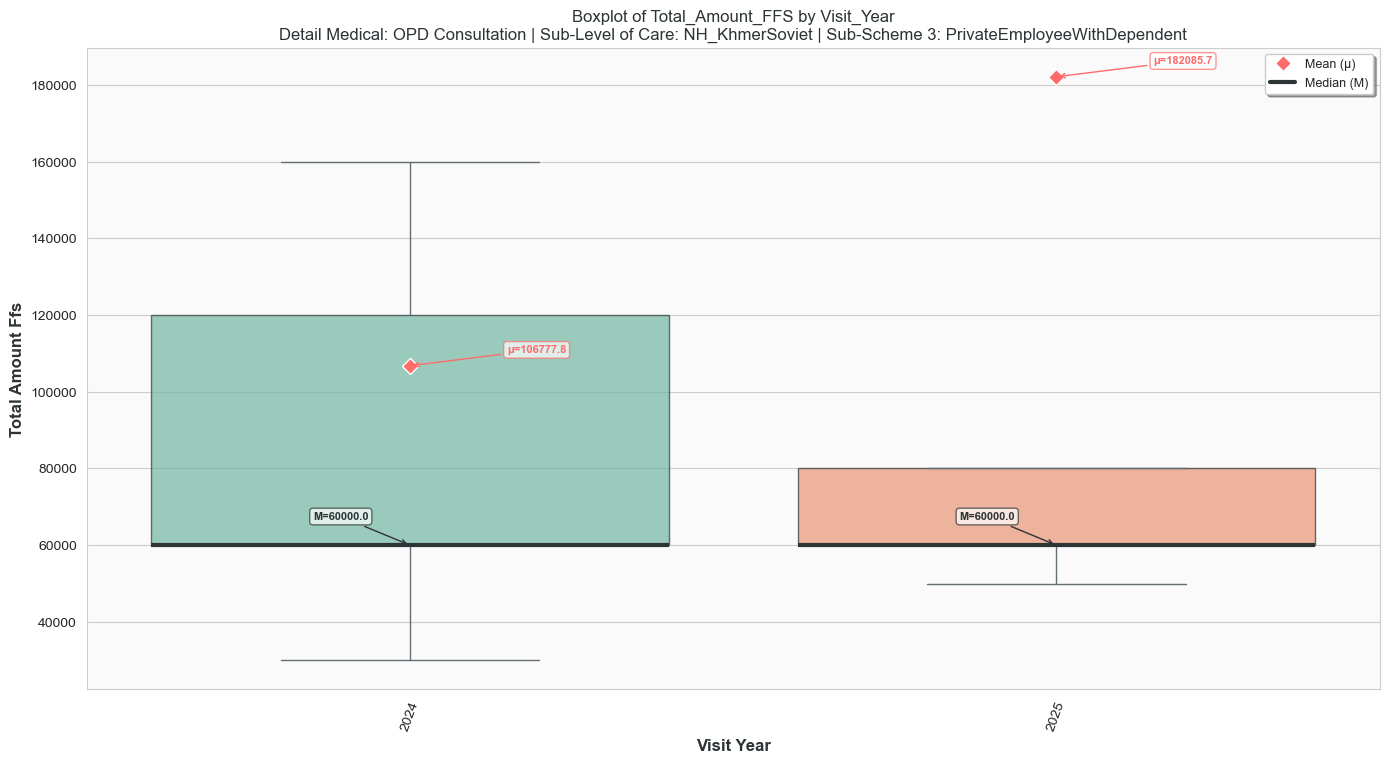 Boxplot of Total_Amount_FFS by Visit_Year
Detail Medical: OPD Consultation | Sub-Level of Care: NH_KhmerSoviet | Sub-Scheme 3: PrivateEmployeeWithDependent
Mean (μ)
Median (M)
μ=182085.7
μ=106777.8
M=60000.0
M=60000.0
Total Amount Ffs
180000
160000
140000
120000
100000
80000
60000
40000
2024
2025
Visit Year